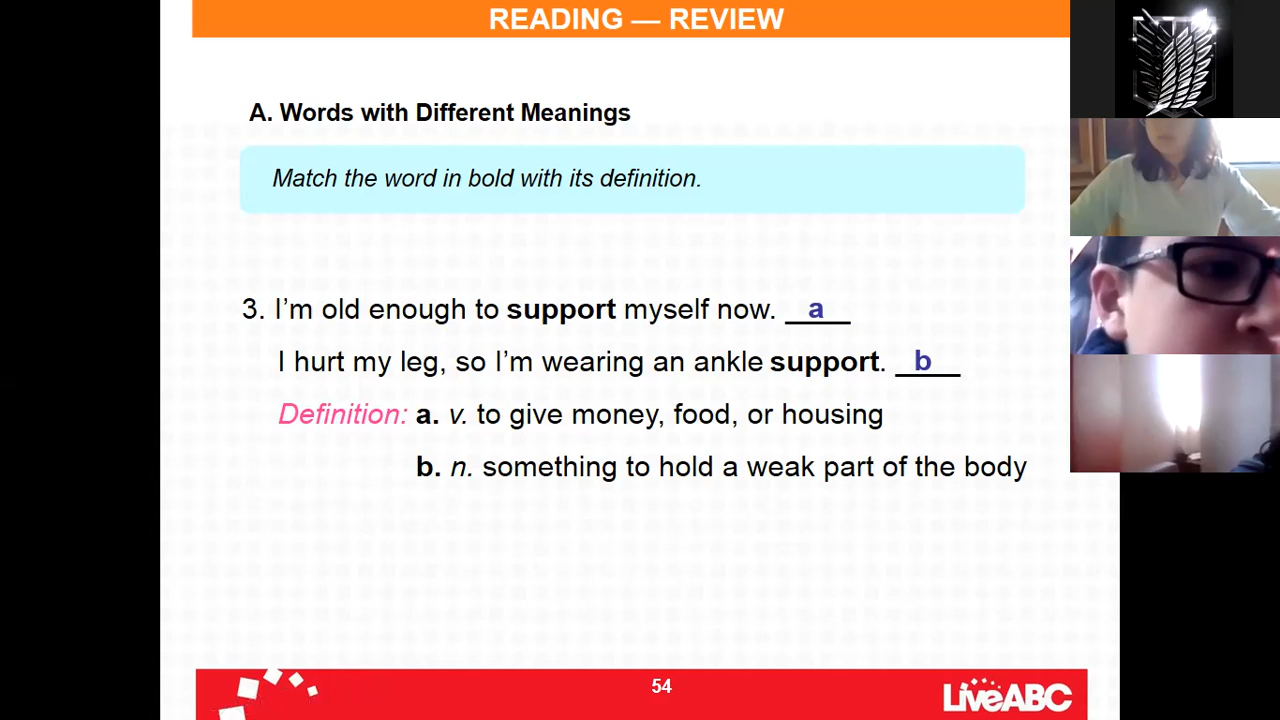 READING — REVIEW
A. Words with Different Meanings
Match the word in bold with its definition.
3. I'm old enough to support myself now. a
I hurt my leg, so I'm wearing an ankle support. b
Definition: a. v. to give money, food, or housing
b. n. something to hold a weak part of the body
54
LiveABC